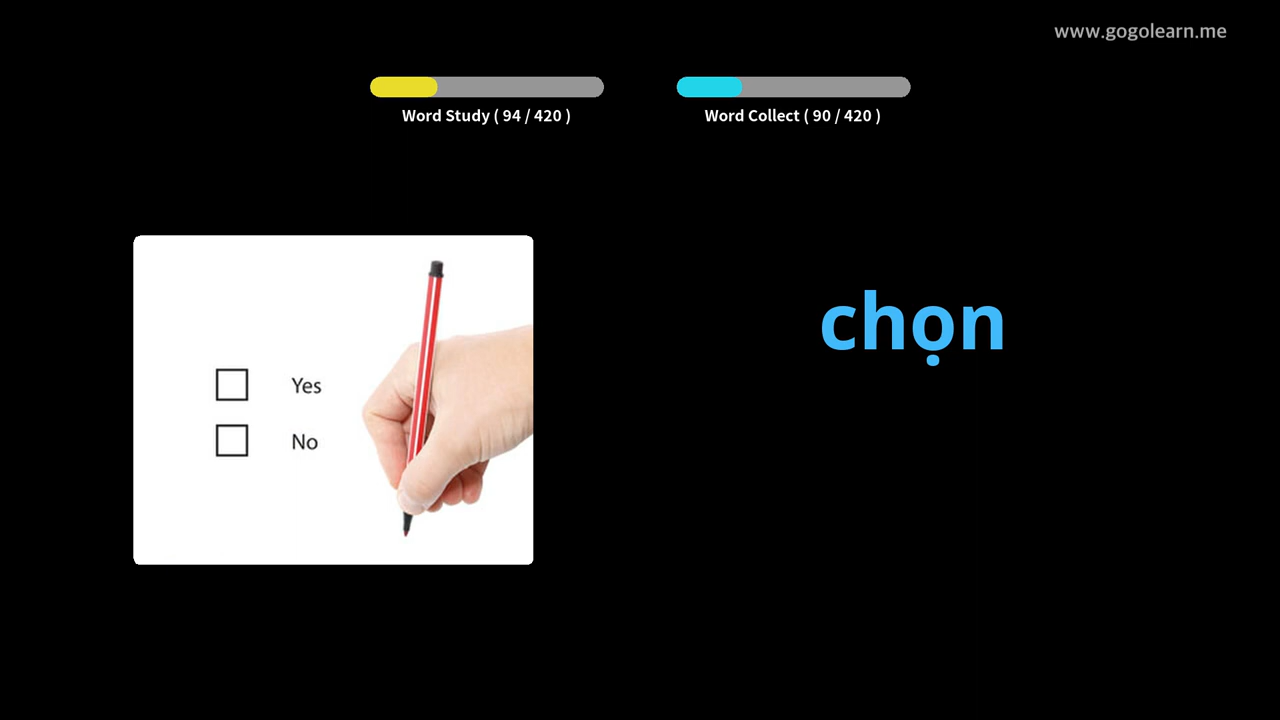 www.gogolearn.me
Word Study ( 94 / 420 )
Word Collect ( 90 / 420 )
chọn
Yes
No